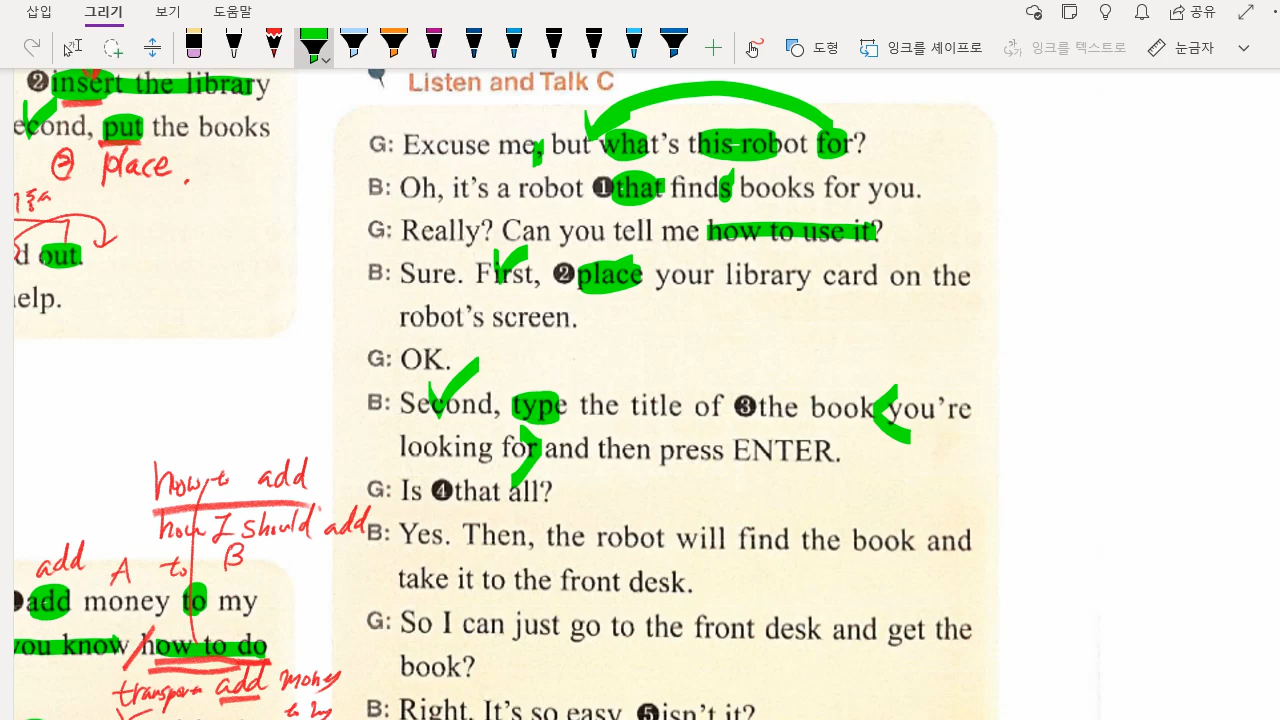 삽입 그리기 보기 도움말
공유
도형 잉크를 셰이프로 잉크를 텍스트로 눈금자
❷insert the library
econd, put the books
② place.
d out.
elp.
how to add
how I should add
add A to B
❶add money to my
you know how to do
add money
to my
Listen and Talk C
G: Excuse me, but what's this robot for?
B: Oh, it's a robot ❶that finds books for you.
G: Really? Can you tell me how to use it?
B: Sure. First, ❷place your library card on the
robot's screen.
G: OK.
B: Second, type the title of ❸the book you're
looking for and then press ENTER.
G: Is ❹that all?
B: Yes. Then, the robot will find the book and
take it to the front desk.
G: So I can just go to the front desk and get the
book?
B: Right. It's so easy, ❺isn't it?